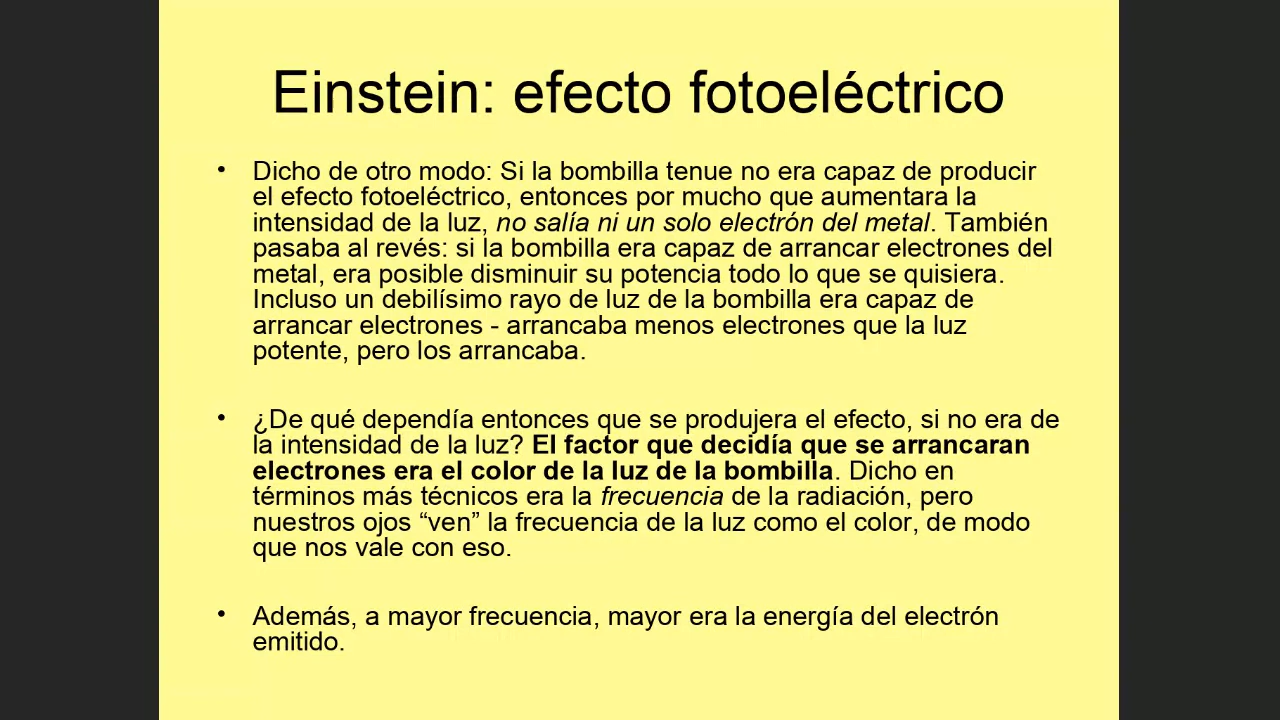 Einstein: efecto fotoeléctrico
• Dicho de otro modo: Si la bombilla tenue no era capaz de producir
el efecto fotoeléctrico, entonces por mucho que aumentara la
intensidad de la luz, no salía ni un solo electrón del metal. También
pasaba al revés: si la bombilla era capaz de arrancar electrones del
metal, era posible disminuir su potencia todo lo que se quisiera.
Incluso un debilísimo rayo de luz de la bombilla era capaz de
arrancar electrones - arrancaba menos electrones que la luz
potente, pero los arrancaba.
• ¿De qué dependía entonces que se produjera el efecto, si no era de
la intensidad de la luz? El factor que decidía que se arrancaran
electrones era el color de la luz de la bombilla. Dicho en
términos más técnicos era la frecuencia de la radiación, pero
nuestros ojos “ven” la frecuencia de la luz como el color, de modo
que nos vale con eso.
• Además, a mayor frecuencia, mayor era la energía del electrón
emitido.